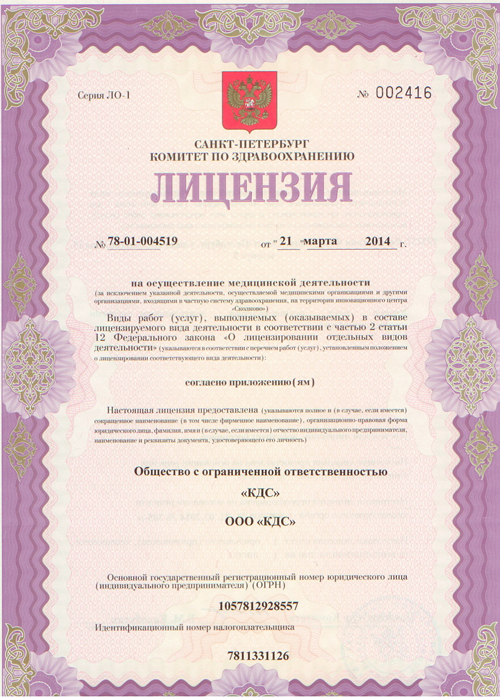 Серия ЛО-1
№ 002416
САНКТ-ПЕТЕРБУРГ
КОМИТЕТ ПО ЗДРАВООХРАНЕНИЮ
ЛИЦЕНЗИЯ
№ 78-01-004519 от " 21 " марта 2014 г.
на осуществление медицинской деятельности
(за исключением указанной деятельности, осуществляемой медицинскими организациями и другими
организациями, входящими в частную систему здравоохранения, на территории инновационного центра
«Сколково»)
Виды работ (услуг), выполняемых (оказываемых) в составе
лицензируемого вида деятельности в соответствии с частью 2 статьи
12 Федерального закона «О лицензировании отдельных видов
деятельности» (указываются в соответствии с перечнем работ (услуг), установленным положением
о лицензировании соответствующего вида деятельности):
согласно приложению(ям)
Настоящая лицензия предоставлена (указываются полное и (в случае, если имеется)
сокращенное наименование (в том числе фирменное наименование), организационно-правовая форма
юридического лица, фамилия, имя и (в случае, если имеется) отчество индивидуального предпринимателя,
наименование и реквизиты документа, удостоверяющего его личность)
Общество с ограниченной ответственностью
«КДС»
ООО «КДС»
Основной государственный регистрационный номер юридического лица
(индивидуального предпринимателя) (ОГРН)
1057812928557
Идентификационный номер налогоплательщика
7811331126